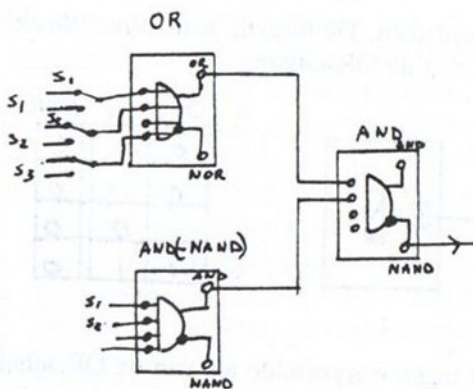 OR
S1
OR
S1
S2
S2
S3
NOR
AND
AND
NAND
AND(-NAND)
S1
AND
S2
NAND